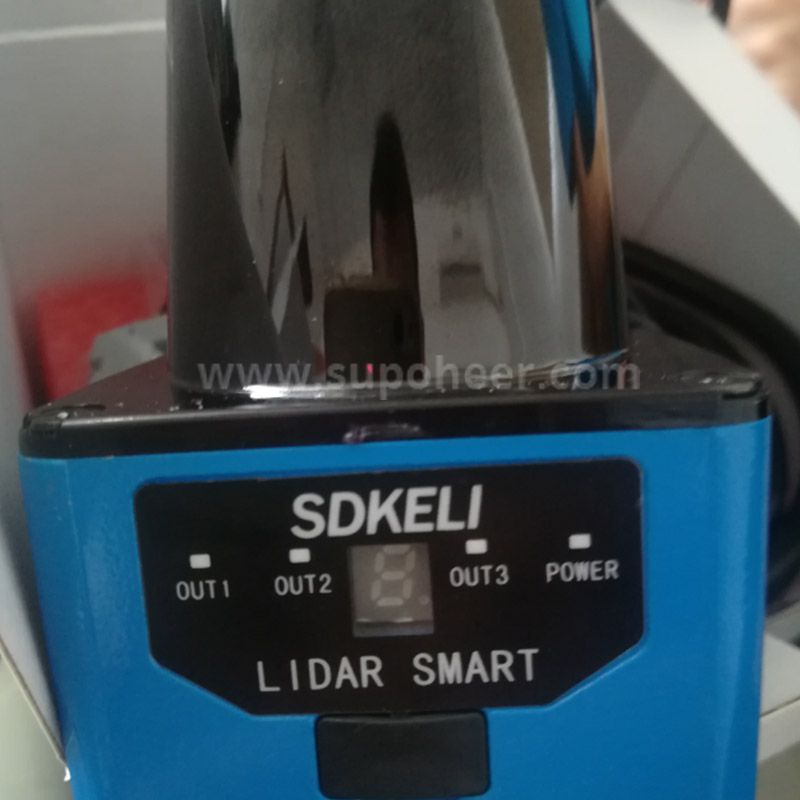 www.supoheer.com
SDKELI
OUT1 OUT2 OUT3 POWER
LIDAR SMART